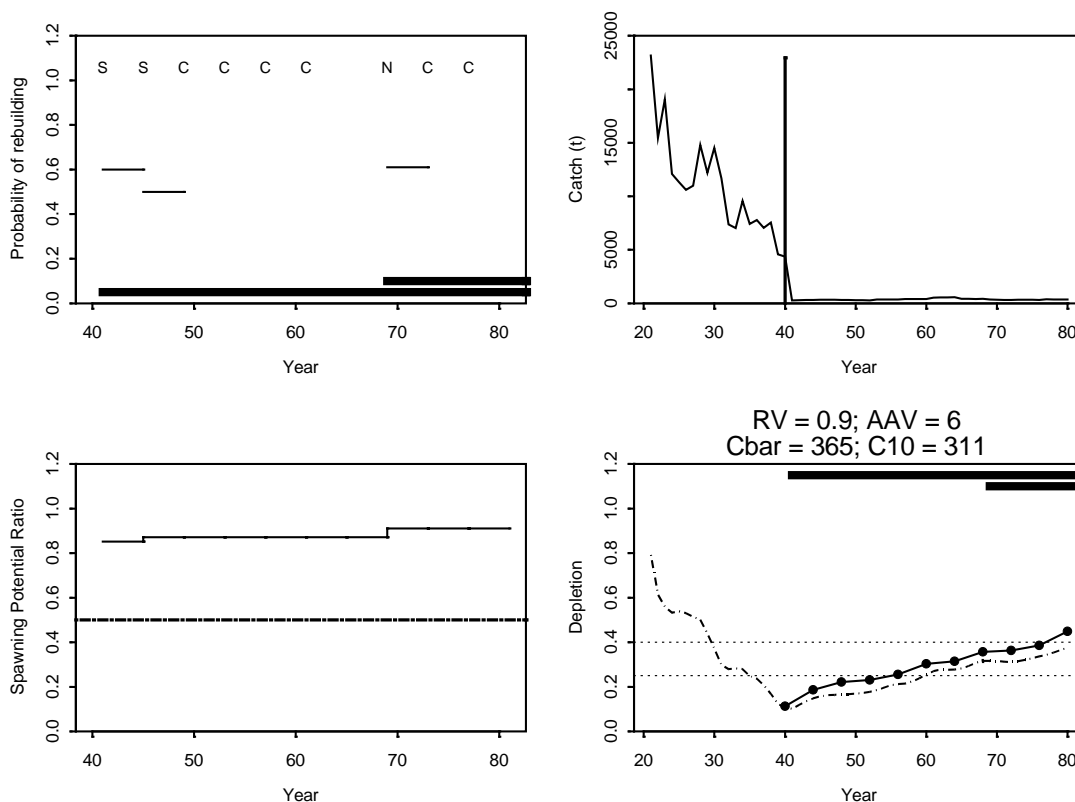 Probability of rebuilding
0.0 0.2 0.4 0.6 0.8 1.0 1.2
S S C C C C N C C
40 50 60 70 80
Year
Catch (t)
0 5000 15000 25000
20 30 40 50 60 70 80
Year
Spawning Potential Ratio
0.0 0.2 0.4 0.6 0.8 1.0 1.2
40 50 60 70 80
Year
RV = 0.9; AAV = 6
Cbar = 365; C10 = 311
Depletion
0.0 0.2 0.4 0.6 0.8 1.0 1.2
20 30 40 50 60 70 80
Year